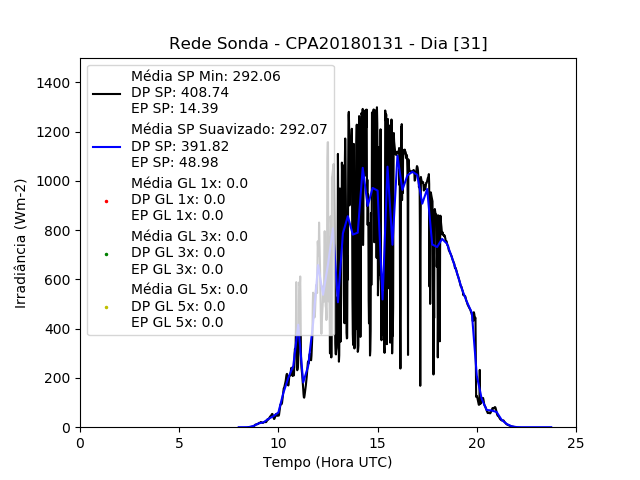 Rede Sonda - CPA20180131 - Dia [31]
Irradiância (Wm-2)
1400
1200
1000
800
600
400
200
0
Média SP Min: 292.06
DP SP: 408.74
EP SP: 14.39
Média SP Suavizado: 292.07
DP SP: 391.82
EP SP: 48.98
Média GL 1x: 0.0
DP GL 1x: 0.0
EP GL 1x: 0.0
Média GL 3x: 0.0
DP GL 3x: 0.0
EP GL 3x: 0.0
Média GL 5x: 0.0
DP GL 5x: 0.0
EP GL 5x: 0.0
0 5 10 15 20 25
Tempo (Hora UTC)